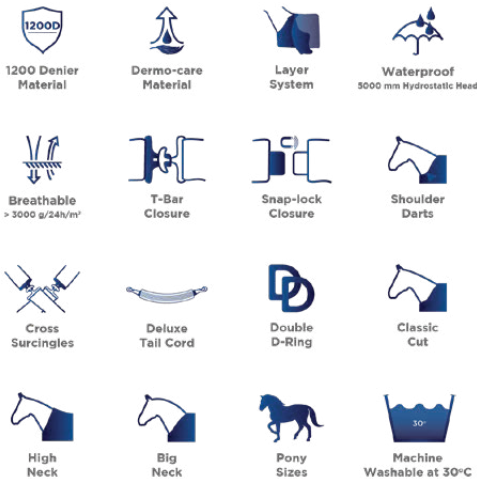 1200D
1200 Denier
Material
Dermo-care
Material
Layer
System
Waterproof
5000 mm Hydrostatic Head
Breathable
> 3000 g/24h/m²
T-Bar
Closure
Snap-lock
Closure
Shoulder
Darts
Cross
Surcingles
Deluxe
Tail Cord
Double
D-Ring
Classic
Cut
High
Neck
Big
Neck
Pony
Sizes
30°
Machine
Washable at 30°C